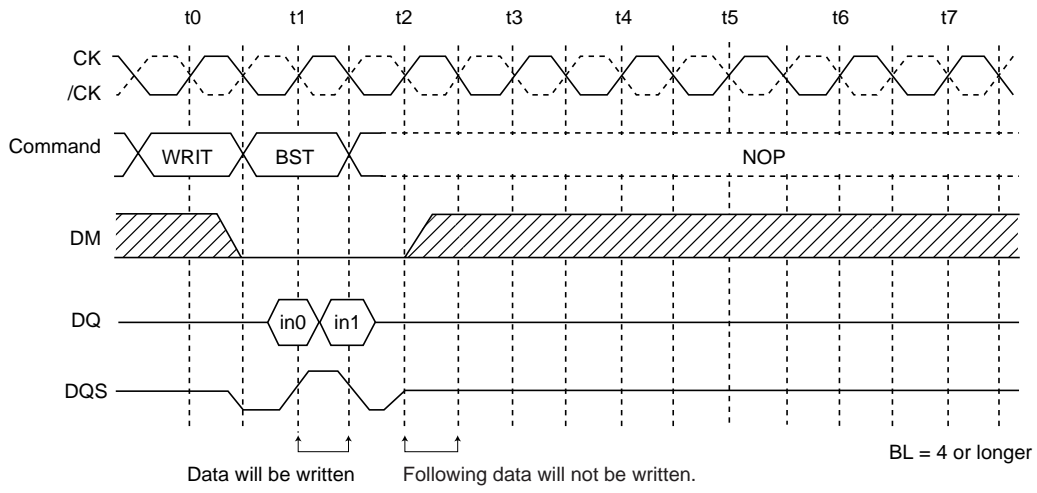 t0 t1 t2 t3 t4 t5 t6 t7
CK
/CK
Command WRIT BST NOP
DM
DQ in0 in1
DQS
BL = 4 or longer
Data will be written Following data will not be written.